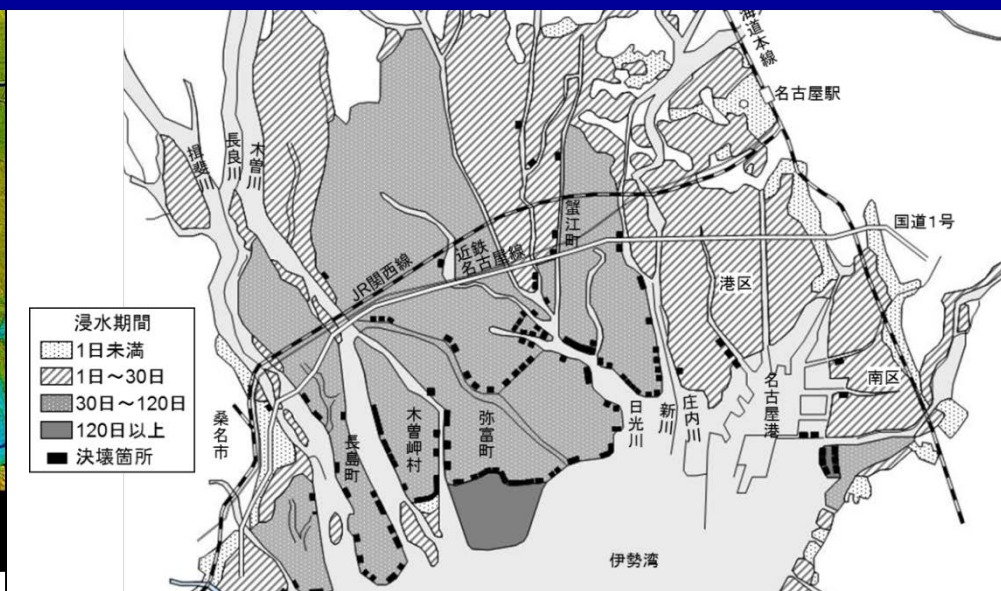 海道本線
名古屋駅
揖斐川
長良川
木曽川
蟹江町
国道1号
近鉄
名古屋線
JR関西線
港区
浸水期間
1日未満
1日～30日
30日～120日
120日以上
決壊箇所
南区
桑名市
長島町
木曽岬村
弥富町
日光川
新川
庄内川
名古屋港
伊勢湾